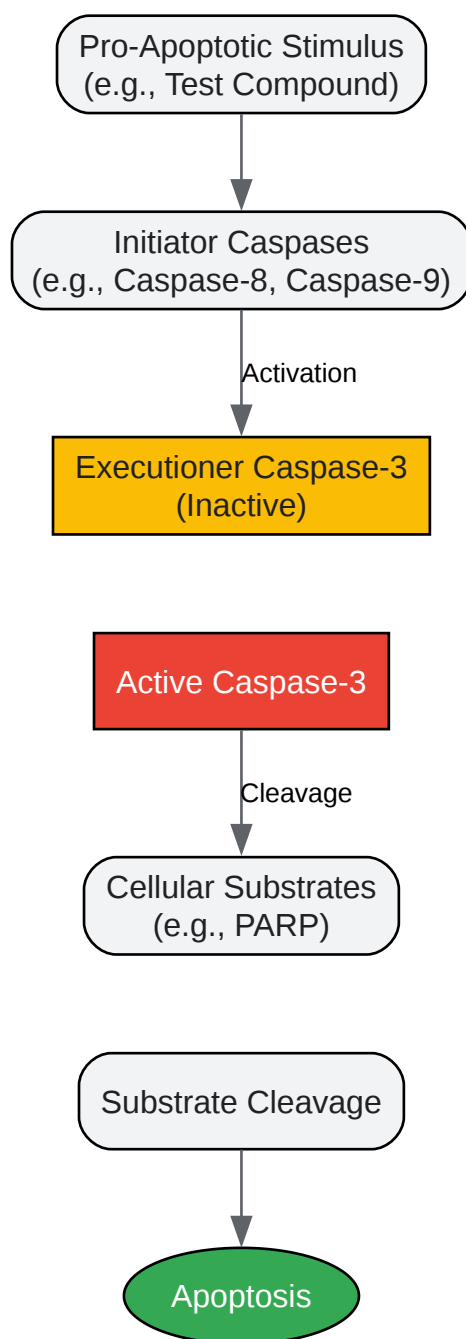 Pro-Apoptotic Stimulus
(e.g., Test Compound)
Initiator Caspases
(e.g., Caspase-8, Caspase-9)
Activation
Executioner Caspase-3
(Inactive)
Active Caspase-3
Cleavage
Cellular Substrates
(e.g., PARP)
Substrate Cleavage
Apoptosis